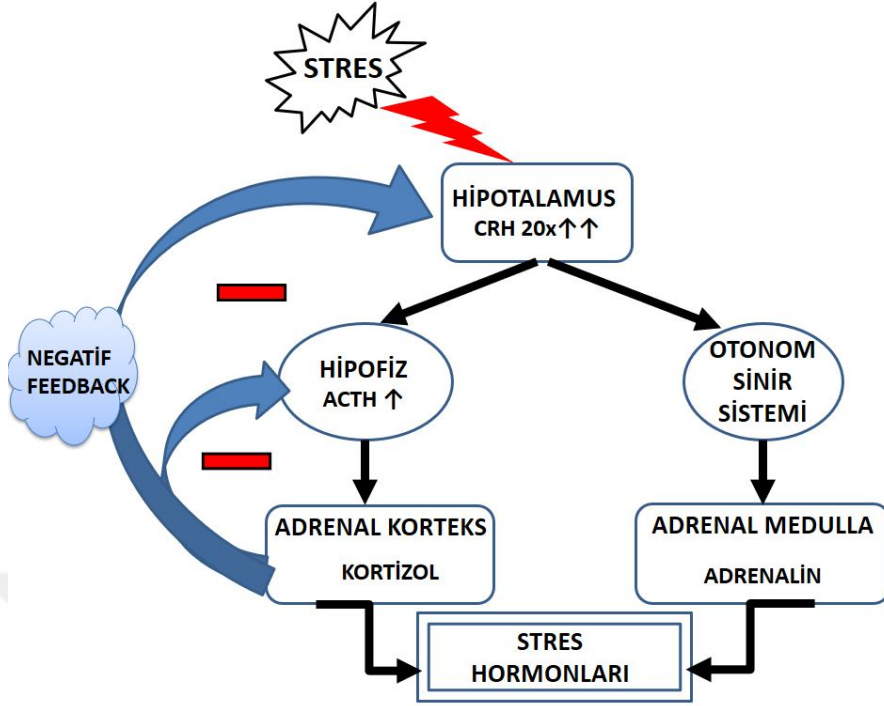 STRES
HİPOTALAMUS
CRH 20x↑↑
NEGATİF
FEEDBACK
HİPOFİZ
ACTH ↑
OTONOM
SİNİR
SİSTEMİ
ADRENAL KORTEKS
KORTİZOL
ADRENAL MEDULLA
ADRENALİN
STRES
HORMONLARI